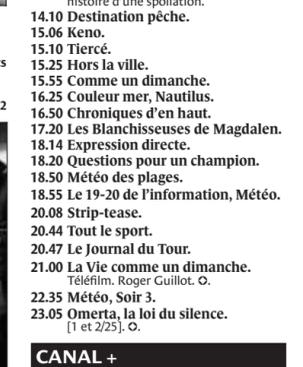 histoire d'une spoliation.
14.10 Destination pêche.
15.06 Keno.
15.10 Tiercé.
15.25 Hors la ville.
15.55 Comme un dimanche.
16.25 Couleur mer, Nautilus.
16.50 Chroniques d'en haut.
17.20 Les Blanchisseuses de Magdalen.
18.14 Expression directe.
18.20 Questions pour un champion.
18.50 Météo des plages.
18.55 Le 19-20 de l'information, Météo.
20.08 Strip-tease.
20.44 Tout le sport.
20.47 Le Journal du Tour.
21.00 La Vie comme un dimanche.
Téléfilm. Roger Guillot. ✪.
22.35 Météo, Soir 3.
23.05 Omerta, la loi du silence.
[1 et 2/25]. ✪.
CANAL +